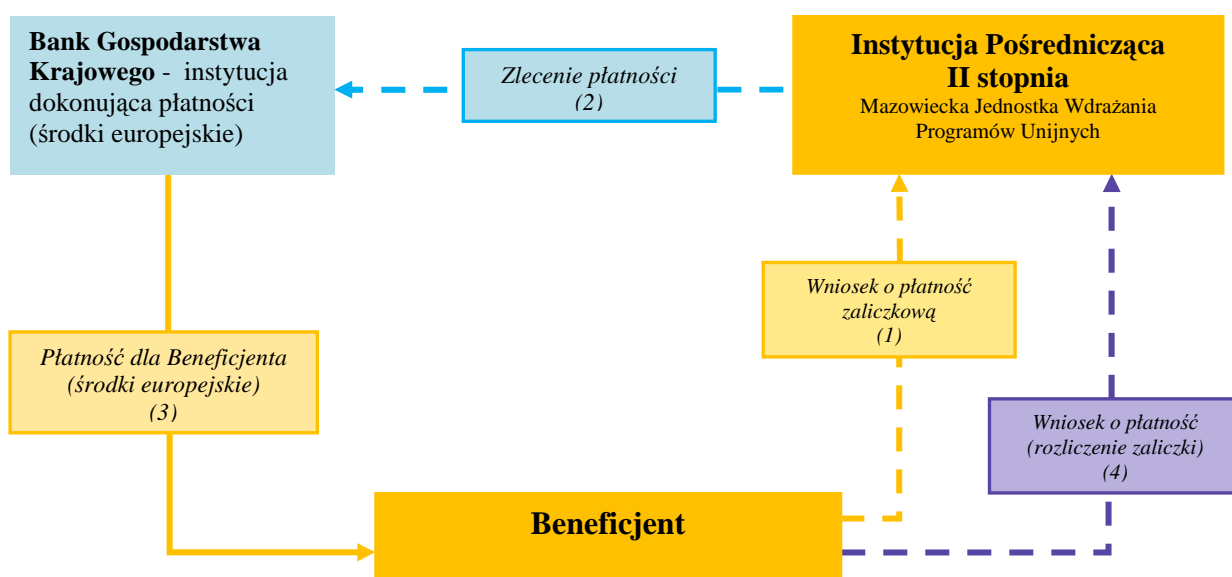 Bank Gospodarstwa
Krajowego - instytucja
dokonująca płatności
(środki europejskie)
Zlecenie płatności
(2)
Instytucja Pośrednicząca
II stopnia
Mazowiecka Jednostka Wdrażania
Programów Unijnych
Wniosek o płatność
zaliczkową
(1)
Płatność dla Beneficjenta
(środki europejskie)
(3)
Wniosek o płatność
(rozliczenie zaliczki)
(4)
Beneficjent